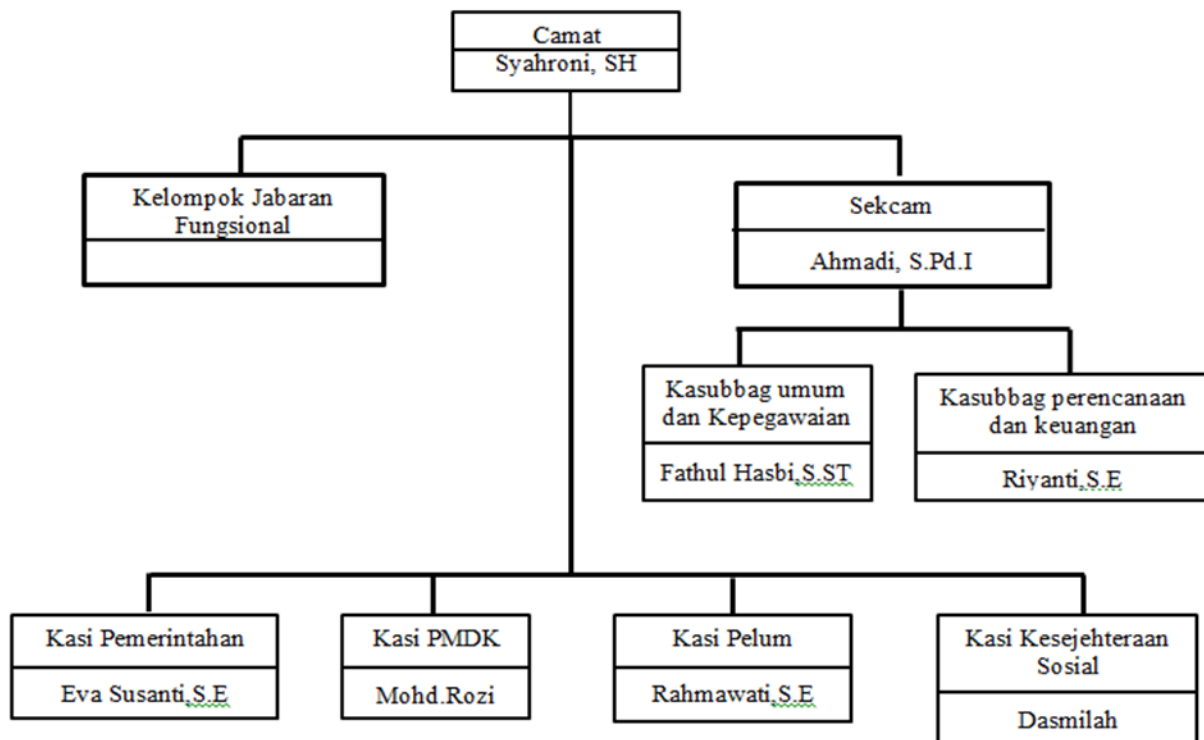 Camat
Syahroni, SH
Kelompok Jabaran
Fungsional
Sekcam
Ahmadi, S.Pd.I
Kasubbag umum
dan Kepegawaian
Fathul Hasbi,S.ST
Kasubbag perencanaan
dan keuangan
Riyanti,S.E
Kasi Pemerintahan
Eva Susanti,S.E
Kasi PMDK
Mohd.Rozi
Kasi Pelum
Rahmawati,S.E
Kasi Kesejehteraan
Sosial
Dasmilah